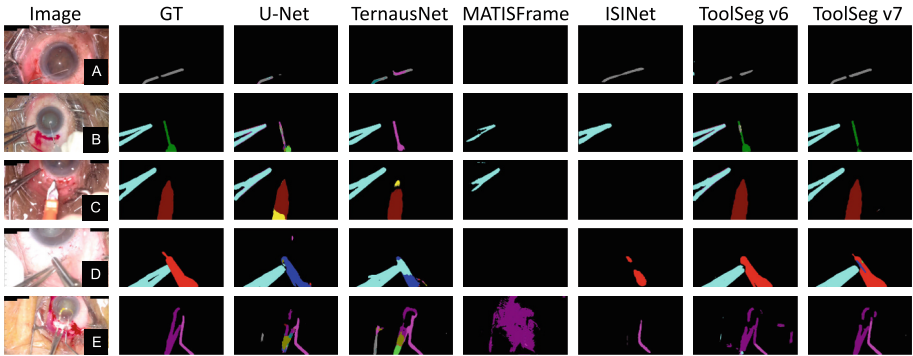 Image GT U-Net TernausNet MATISFrame ISINet ToolSeg v6 ToolSeg v7
A
B
C
D
E